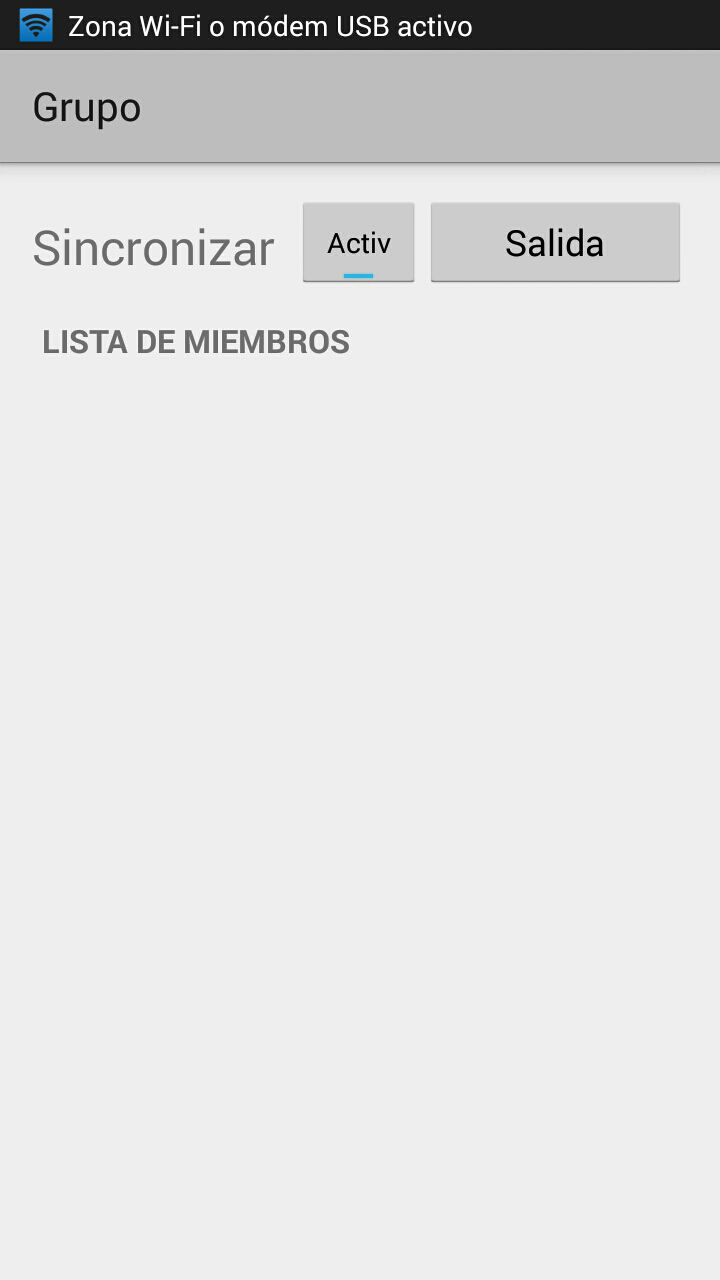 Zona Wi-Fi o módem USB activo
Grupo
Sincronizar Activ Salida
LISTA DE MIEMBROS